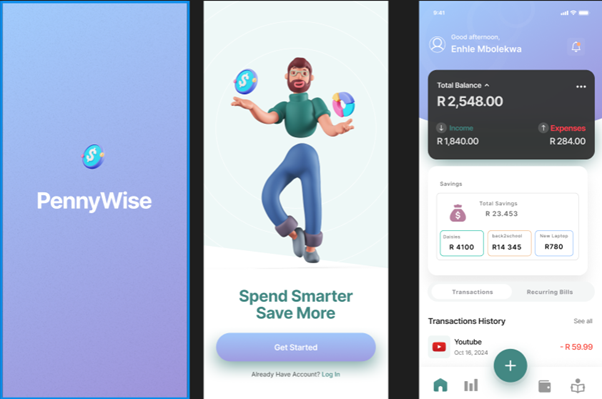 PennyWise
Spend Smarter
Save More
Get Started
Already Have Account? Log In
9:41
Good afternoon,
Enhle Mbolekwa
Total Balance
R 2,548.00
Income
Expenses
R 1,840.00
R 284.00
Savings
Total Savings
R 23.453
Savies
R 4100
back2school
R14 345
New Laptop
R780
Transactions
Recurring Bills
Transactions History
See all
Youtube
Oct 16, 2024
- R 59.99